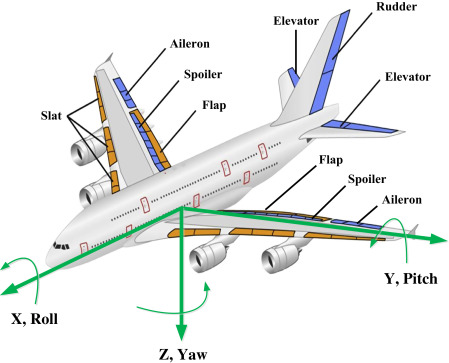 Rudder
Elevator
Aileron
Spoiler
Elevator
Flap
Slat
Flap
Spoiler
Aileron
Y, Pitch
X, Roll
Z, Yaw